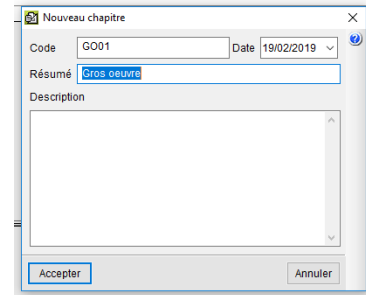 Nouveau chapitre
Code GO01 Date 19/02/2019
Résumé Gros oeuvre
Description
Accepter Annuler